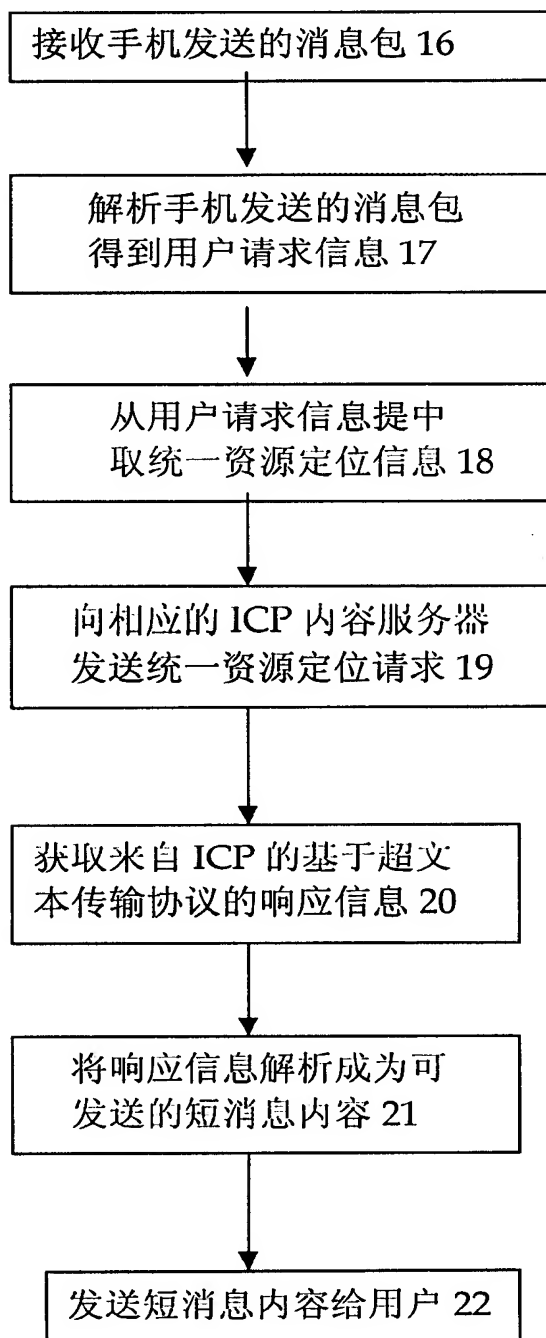 接收手机发送的消息包 16
解析手机发送的消息包
得到用户请求信息 17
从用户请求信息提中
取统一资源定位信息 18
向相应的 ICP 内容服务器
发送统一资源定位请求 19
获取来自 ICP 的基于超文
本传输协议的响应信息 20
将响应信息解析成为可
发送的短消息内容 21
发送短消息内容给用户 22